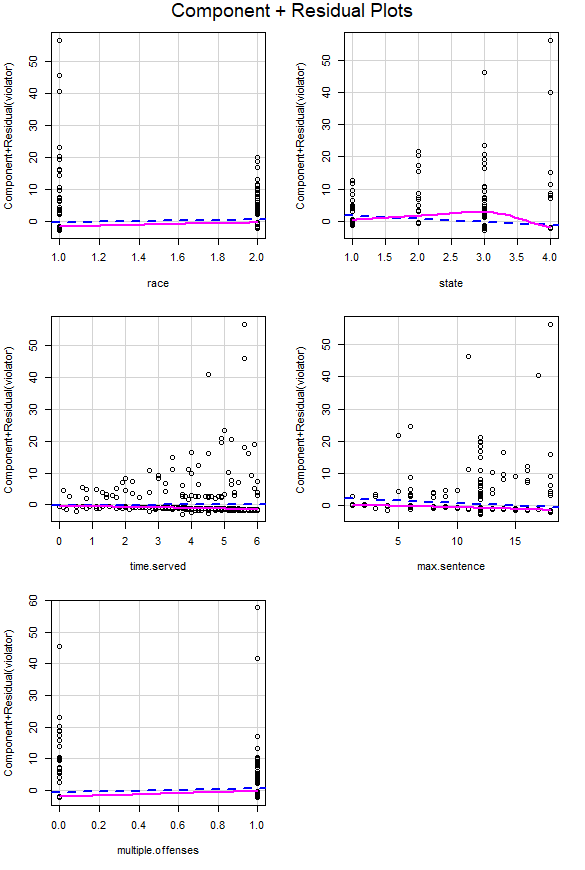 Component + Residual Plots
Component+Residual(violator)
0 10 20 30 40 50
1.0 1.2 1.4 1.6 1.8 2.0
race
Component+Residual(violator)
0 10 20 30 40 50
1.0 1.5 2.0 2.5 3.0 3.5 4.0
state
Component+Residual(violator)
0 10 20 30 40 50
0 1 2 3 4 5 6
time.served
Component+Residual(violator)
0 10 20 30 40 50
5 10 15
max.sentence
Component+Residual(violator)
0 10 20 30 40 50 60
0.0 0.2 0.4 0.6 0.8 1.0
multiple.offenses